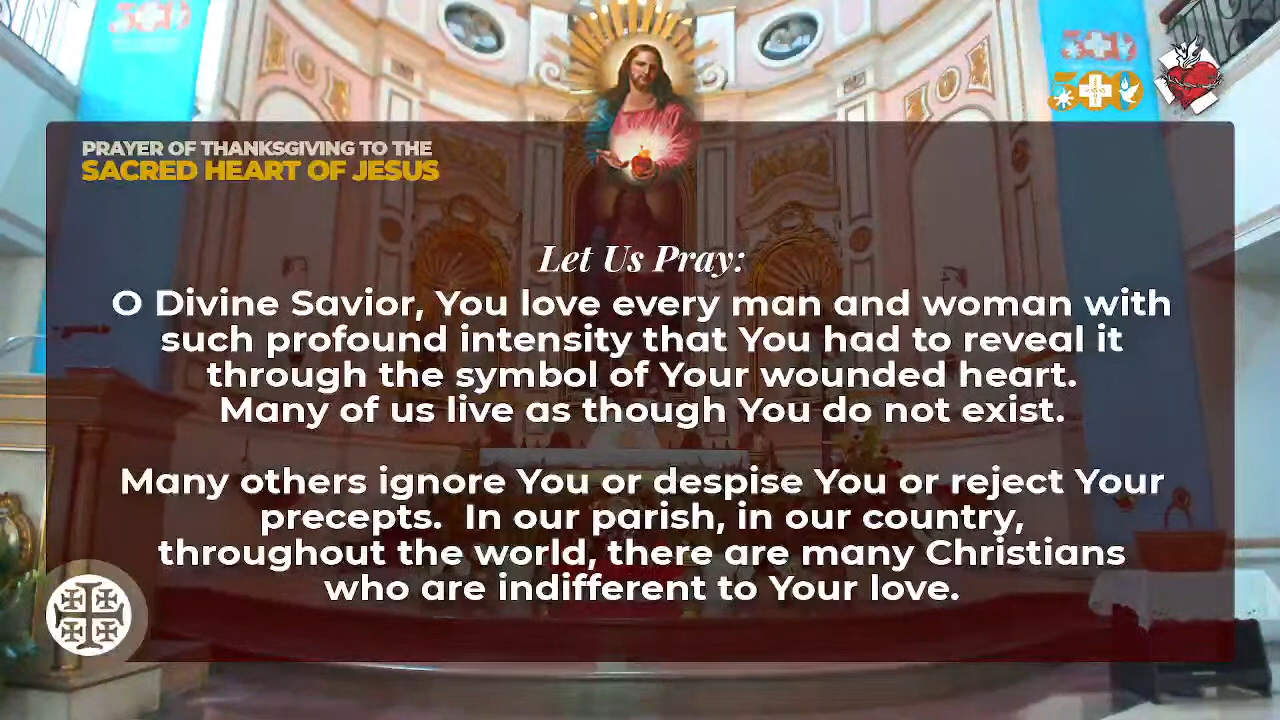 PRAYER OF THANKSGIVING TO THE
SACRED HEART OF JESUS
Let Us Pray:
O Divine Savior, You love every man and woman with
such profound intensity that You had to reveal it
through the symbol of Your wounded heart.
Many of us live as though You do not exist.
Many others ignore You or despise You or reject Your
precepts.  In our parish, in our country,
throughout the world, there are many Christians
who are indifferent to Your love.